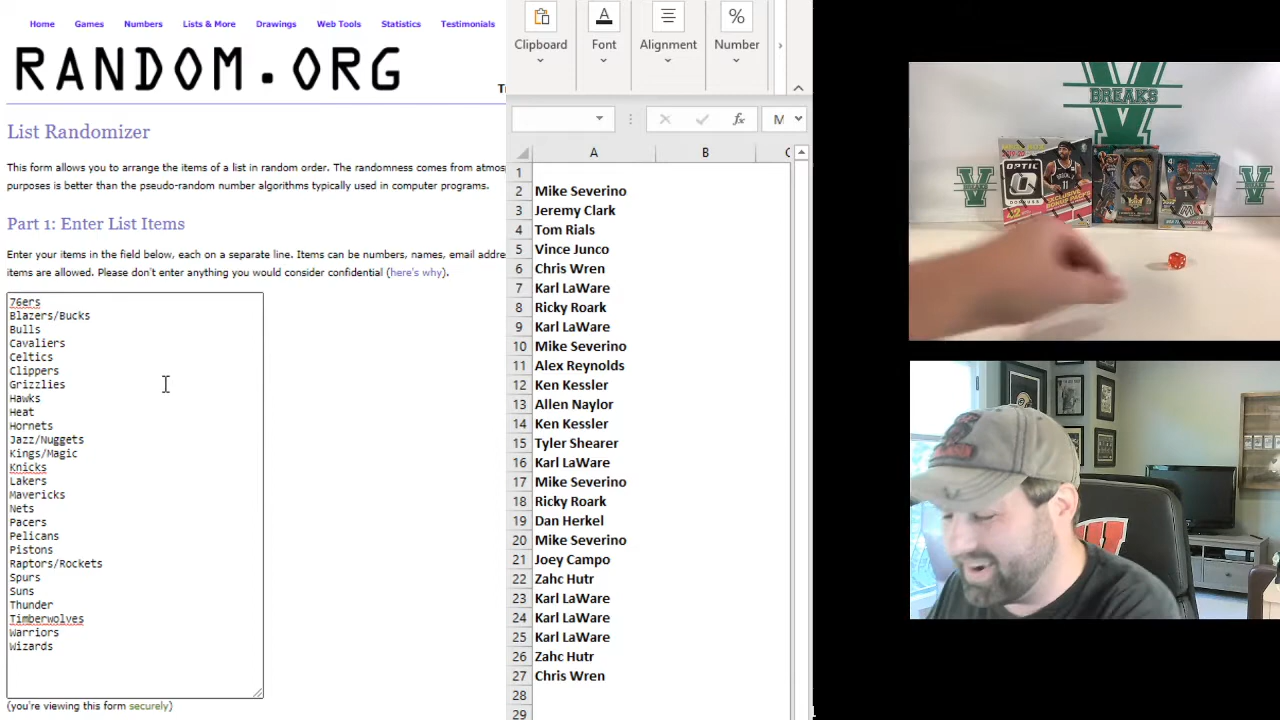 Home Games Numbers Lists & More Drawings Web Tools Statistics Testimonials
RANDOM.ORG
List Randomizer
This form allows you to arrange the items of a list in random order. The randomness comes from atmos
purposes is better than the pseudo-random number algorithms typically used in computer programs.
Part 1: Enter List Items
Enter your items in the field below, each on a separate line. Items can be numbers, names, email addre
items are allowed. Please don't enter anything you would consider confidential (here's why).
76ers
Blazers/Bucks
Bulls
Cavaliers
Celtics
Clippers
Grizzlies
Hawks
Heat
Hornets
Jazz/Nuggets
Kings/Magic
Knicks
Lakers
Mavericks
Nets
Pacers
Pelicans
Pistons
Raptors/Rockets
Spurs
Suns
Thunder
Timberwolves
Warriors
Wizards
(you're viewing this form securely)
Clipboard Font Alignment Number
A %
fx M
A B C
1
2 Mike Severino
3 Jeremy Clark
4 Tom Rials
5 Vince Junco
6 Chris Wren
7 Karl LaWare
8 Ricky Roark
9 Karl LaWare
10 Mike Severino
11 Alex Reynolds
12 Ken Kessler
13 Allen Naylor
14 Ken Kessler
15 Tyler Shearer
16 Karl LaWare
17 Mike Severino
18 Ricky Roark
19 Dan Herkel
20 Mike Severino
21 Joey Campo
22 Zahc Hutr
23 Karl LaWare
24 Karl LaWare
25 Karl LaWare
26 Zahc Hutr
27 Chris Wren
28
29
V
BREAKS
OPTIC
MOSAIC
W